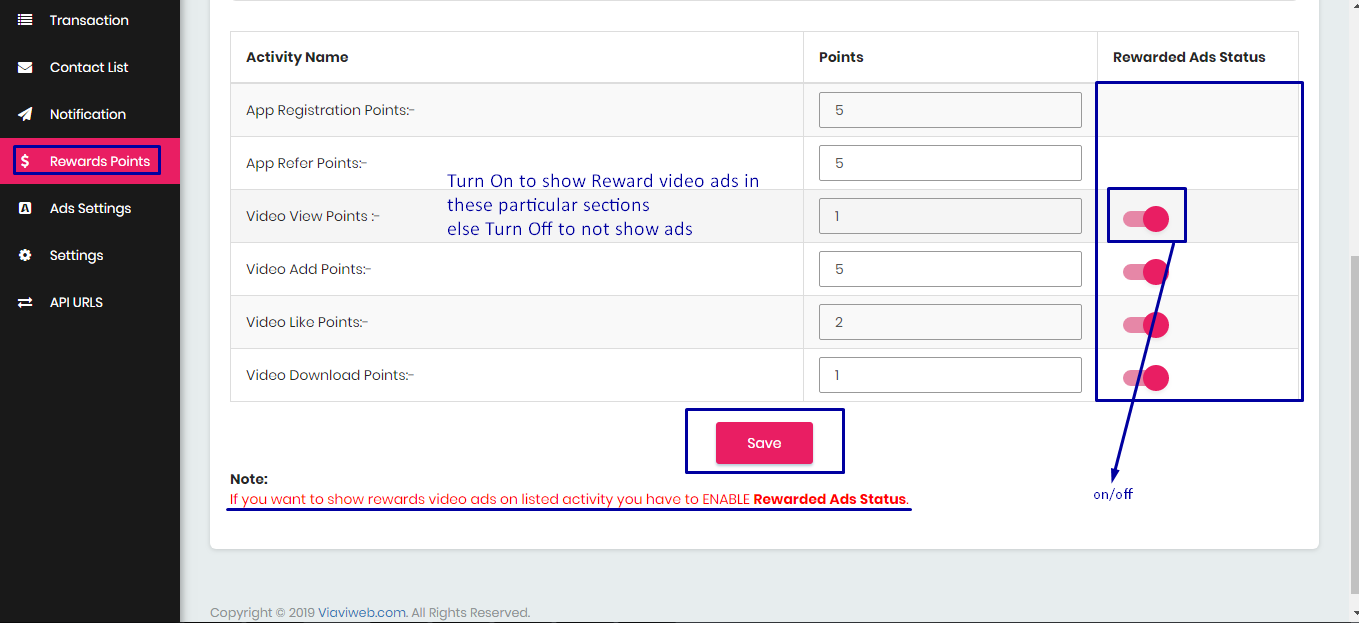 Transaction
Contact List
Notification
$ Rewards Points
A Ads Settings
Settings
API URLS
Activity Name Points Rewarded Ads Status
App Registration Points:- 5
App Refer Points:- 5
Video View Points :- 1
Video Add Points:- 5
Video Like Points:- 2
Video Download Points:- 1
Turn On to show Reward video ads in
these particular sections
else Turn Off to not show ads
Save
Note:
If you want to show rewards video ads on listed activity you have to ENABLE Rewarded Ads Status.
on/off
Copyright © 2019 Viaviweb.com. All Rights Reserved.